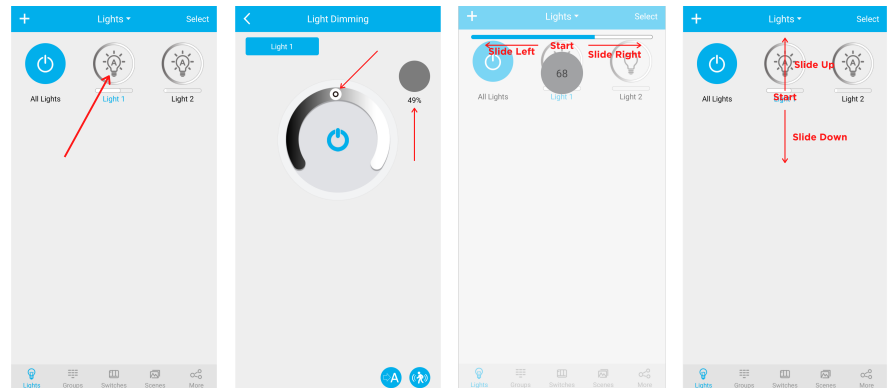 Lights
Select
All Lights
Light 1
Light 2
Lights
Groups
Switches
Scenes
More
Light Dimming
Light 1
49%
A
Lights
Select
Slide Left
Start
Slide Right
68
All Lights
Light 1
Light 2
Lights
Groups
Switches
Scenes
More
Lights
Select
Slide Up
All Lights
Start
Light 2
Slide Down
Lights
Groups
Switches
Scenes
More